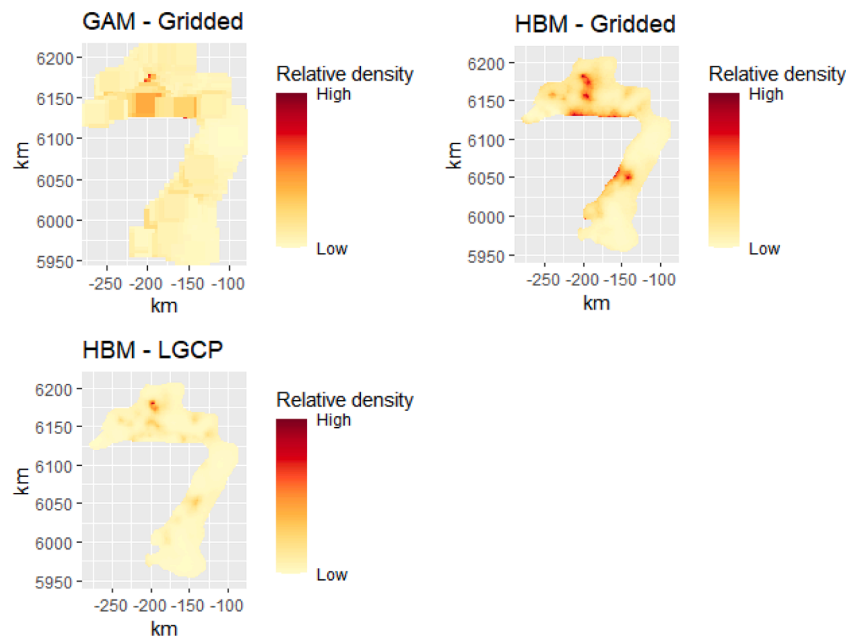 GAM - Gridded
km
6200
6150
6100
6050
6000
5950
-250 -200 -150 -100
km
Relative density
High
Low
HBM - Gridded
km
6200
6150
6100
6050
6000
5950
-250 -200 -150 -100
km
Relative density
High
Low
HBM - LGCP
km
6200
6150
6100
6050
6000
5950
-250 -200 -150 -100
km
Relative density
High
Low